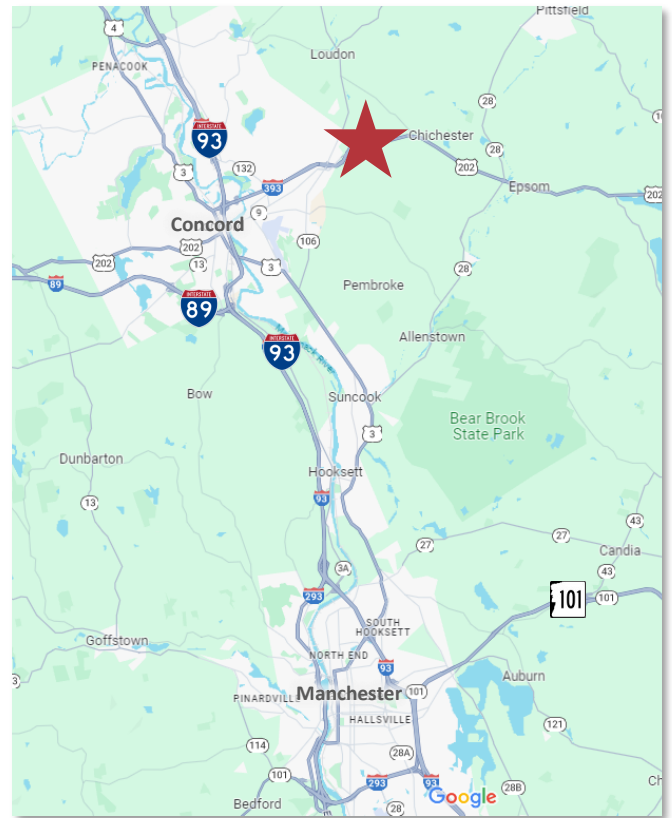 Pittsfield
4
Loudon
PENACOOK
28
INTERSTATE
93
Chichester
28
132
202
3
393
Epsom
202
9
Concord
106
202
202
13
3
28
89
Pembroke
INTERSTATE
89
Allenstown
INTERSTATE
93
Bow
Suncook
Bear Brook
State Park
3
Dunbarton
Hooksett
93
13
43
27
27
Candia
3A
43
293
101
101
SOUTH
HOOKSETT
Goffstown
NORTH END
93
Auburn
3
PINARDVILLE
Manchester
101
HALLSVILLE
121
114
28A
101
293
93
28B
Google
Bedford
28